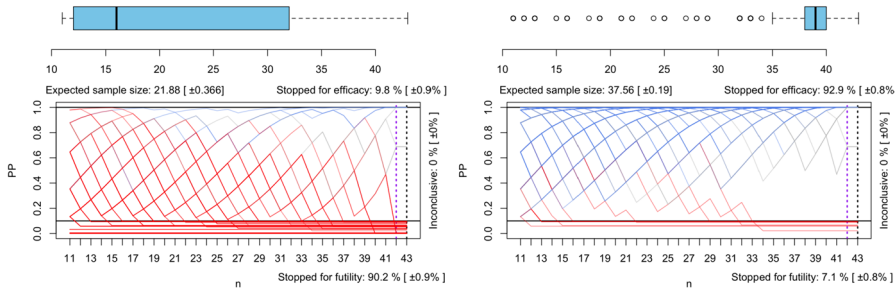 10 15 20 25 30 35 40
Expected sample size: 21.88 [ ±0.366] Stopped for efficacy: 9.8 % [ ±0.9%]
1.0
0.8
0.6
0.4
0.2
0.0
PP
Inconclusive: 0 % [ ±0%]
11 13 15 17 19 21 23 25 27 29 31 33 35 37 39 41 43
Stopped for futility: 90.2 % [ ±0.9%]
n
10 15 20 25 30 35 40
Expected sample size: 37.56 [ ±0.19] Stopped for efficacy: 92.9 % [ ±0.8%
1.0
0.8
0.6
0.4
0.2
0.0
PP
Inconclusive: 0 % [ ±0%]
11 13 15 17 19 21 23 25 27 29 31 33 35 37 39 41 43
Stopped for futility: 7.1 % [ ±0.8%]
n